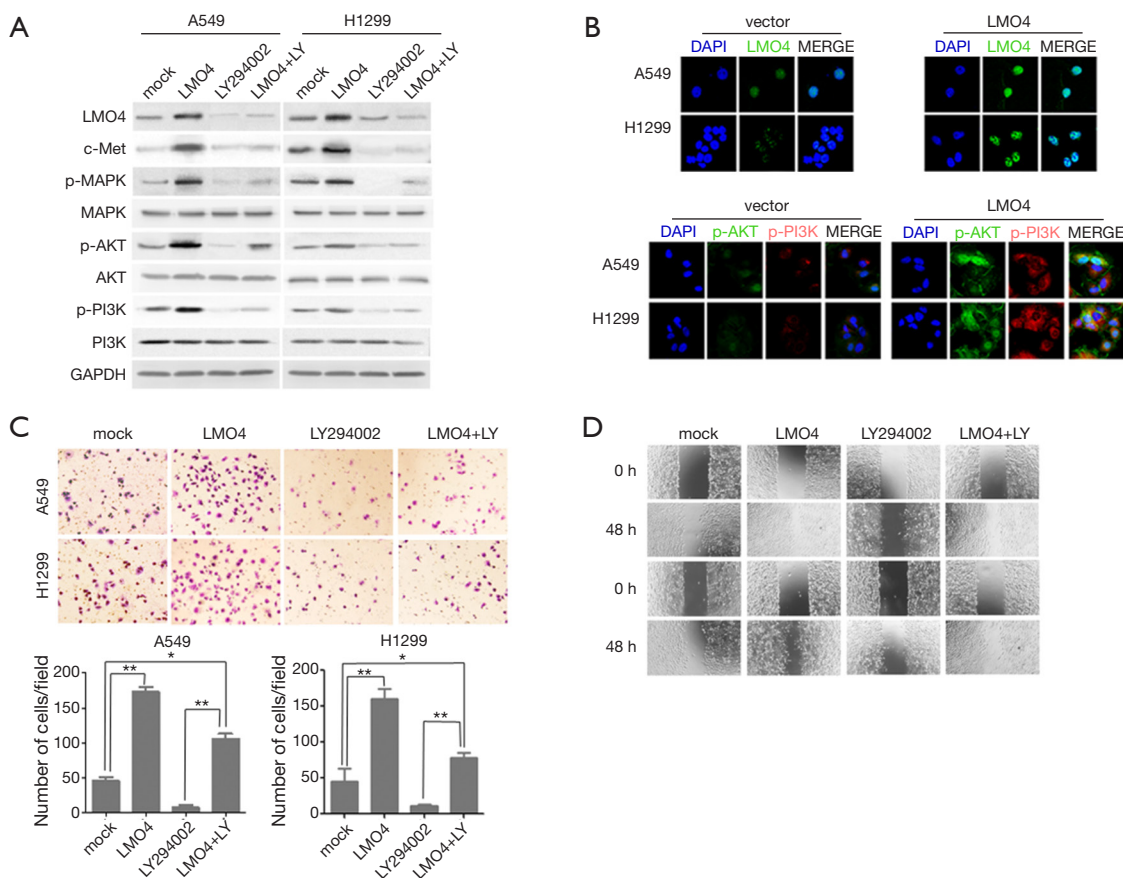 A
A549 H1299
mock LMO4 LY294002 LMO4+LY mock LMO4 LY294002 LMO4+LY
LMO4
c-Met
p-MAPK
MAPK
p-AKT
AKT
p-PI3K
PI3K
GAPDH
B
vector LMO4
DAPI LMO4 MERGE DAPI LMO4 MERGE
A549
H1299
vector LMO4
DAPI p-AKT p-PI3K MERGE DAPI p-AKT p-PI3K MERGE
A549
H1299
C
mock LMO4 LY294002 LMO4+LY
A549
H1299
A549
Number of cells/field
200
150
100
50
0
** * **
mock LMO4 LY294002 LMO4+LY
H1299
Number of cells/field
200
150
100
50
0
** * **
mock LMO4 LY294002 LMO4+LY
D
mock LMO4 LY294002 LMO4+LY
0 h
48 h
0 h
48 h